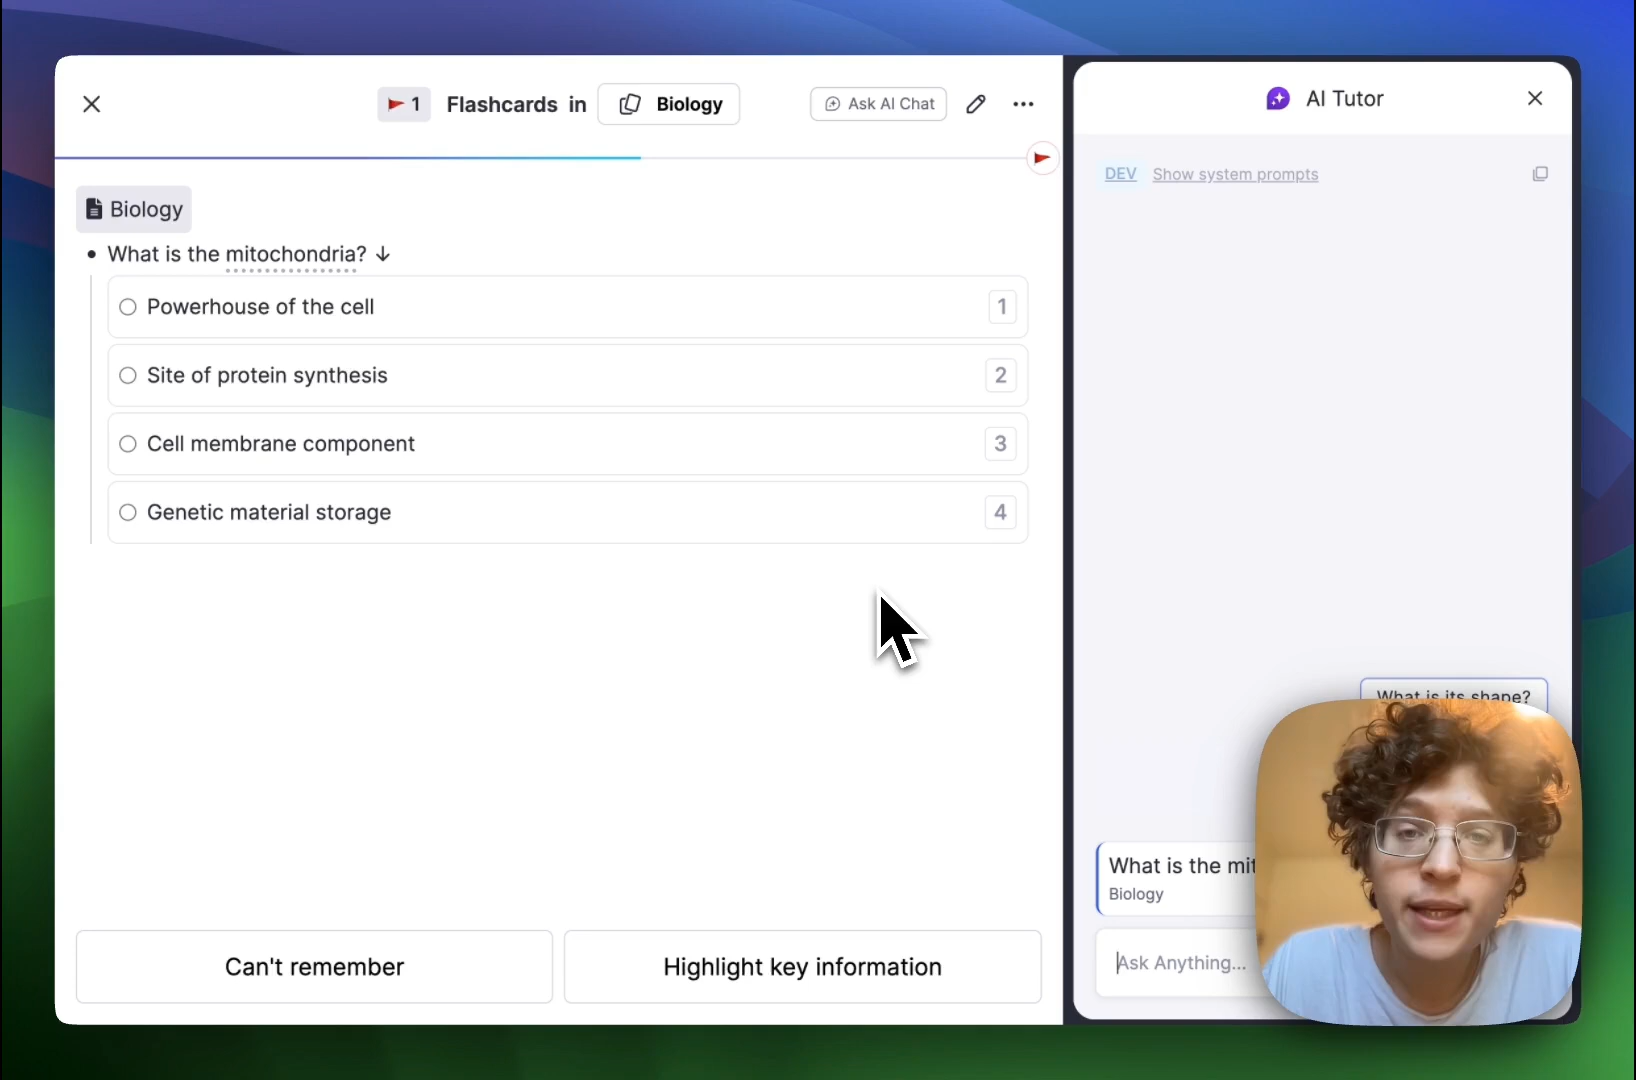 1 Flashcards in Biology
Ask AI Chat
Biology
What is the mitochondria? ↓
Powerhouse of the cell 1
Site of protein synthesis 2
Cell membrane component 3
Genetic material storage 4
Can't remember
Highlight key information
AI Tutor
DEV Show system prompts
What is its shape?
What is the mit
Biology
Ask Anything...